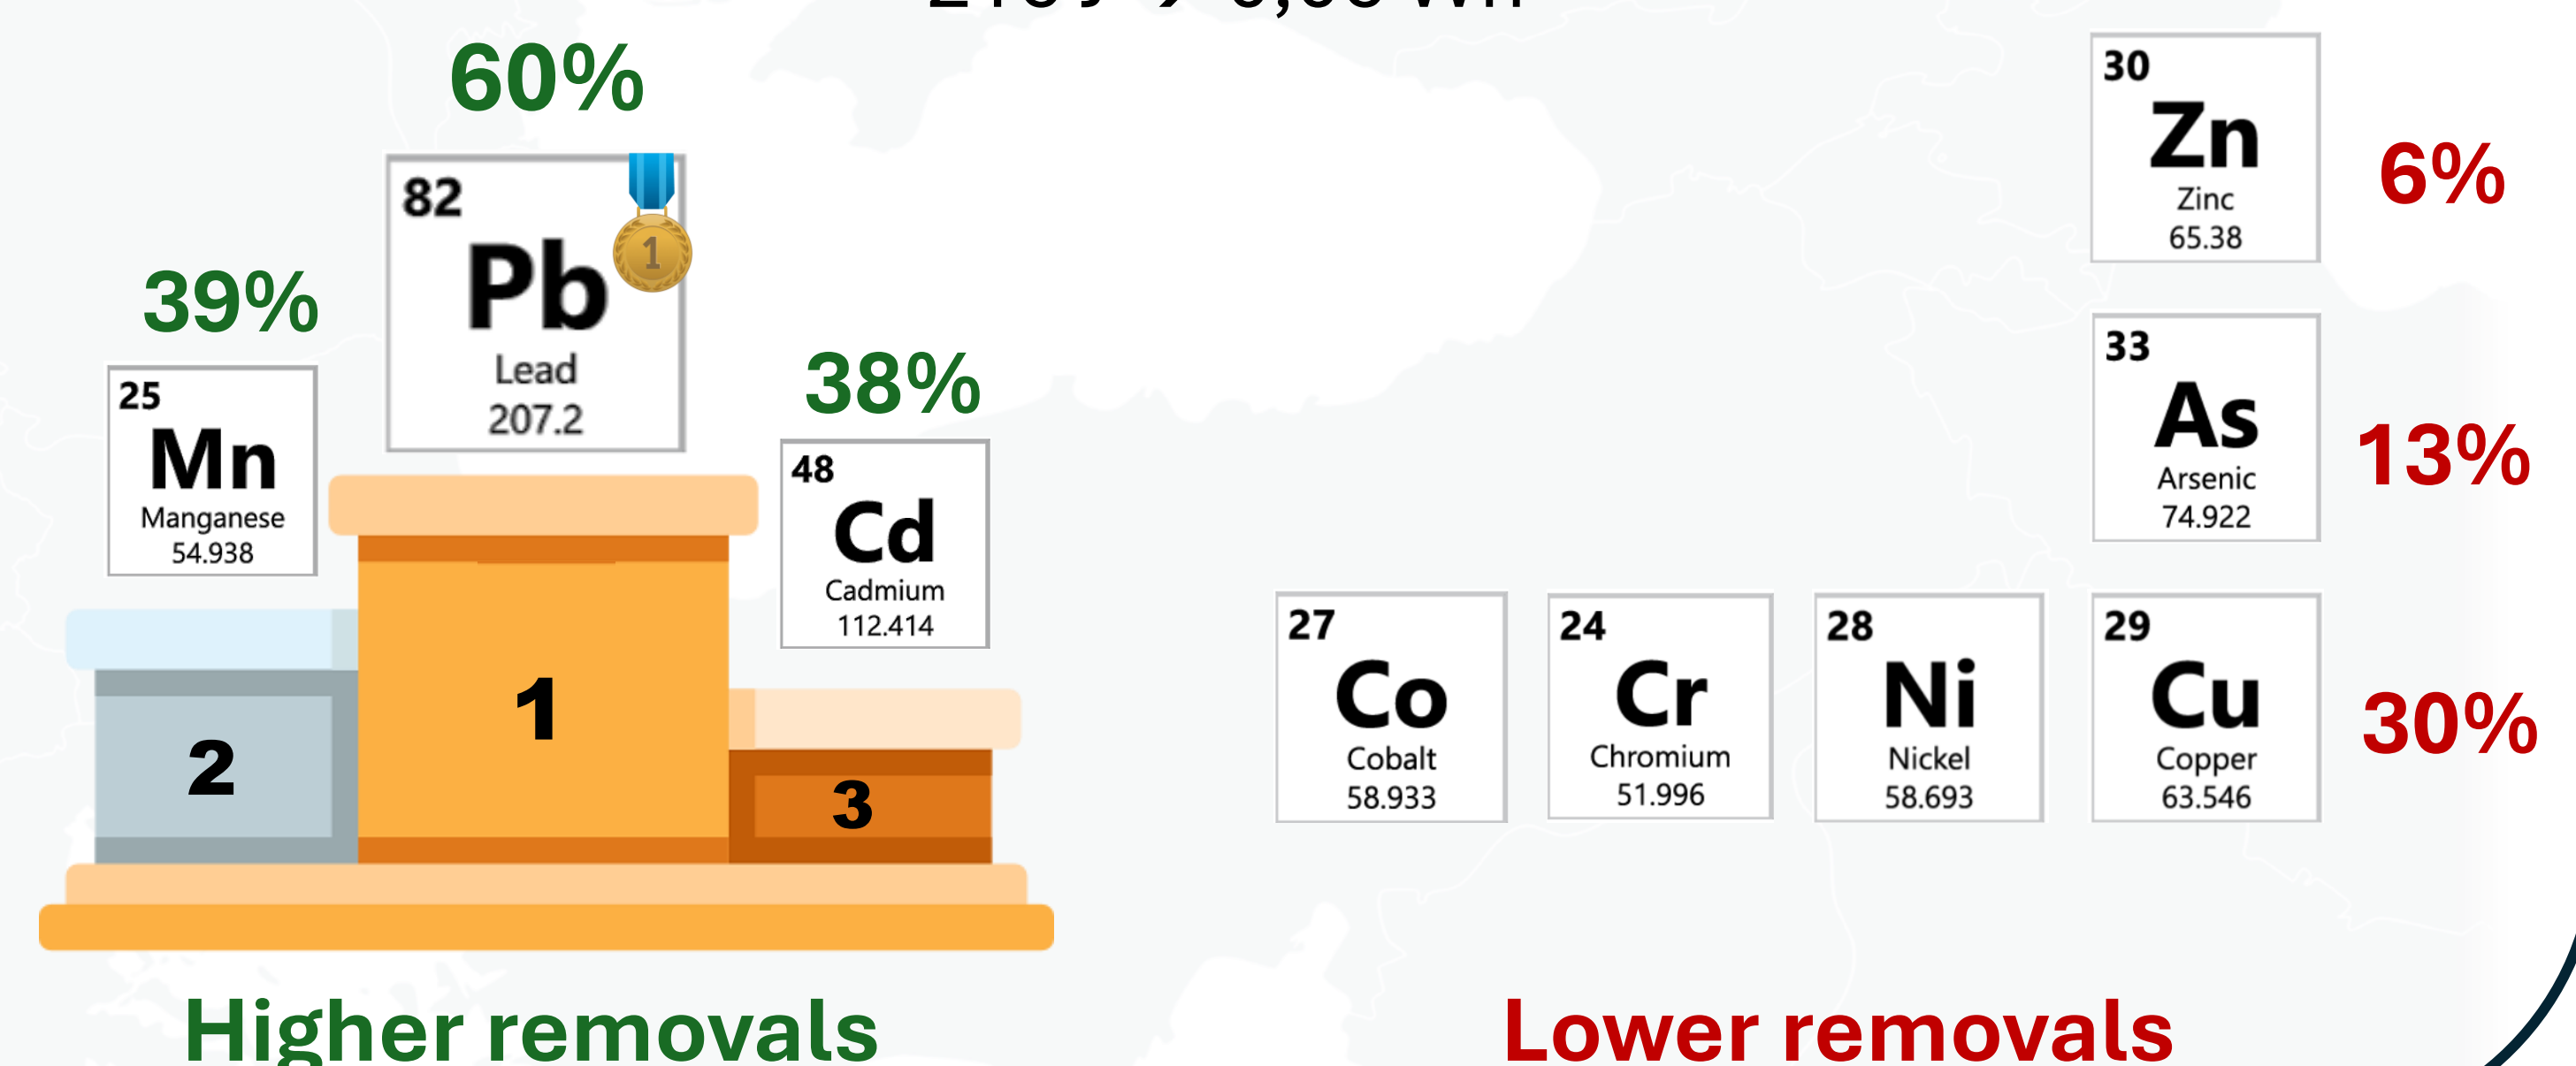 60%
82
Pb
Lead
207.2
1
39%
25
Mn
Manganese
54.938
38%
48
Cd
Cadmium
112.414
1
2
3
Higher removals
30
Zn
Zinc
65.38
6%
33
As
Arsenic
74.922
13%
27
Co
Cobalt
58.933
24
Cr
Chromium
51.996
28
Ni
Nickel
58.693
29
Cu
Copper
63.546
30%
Lower removals